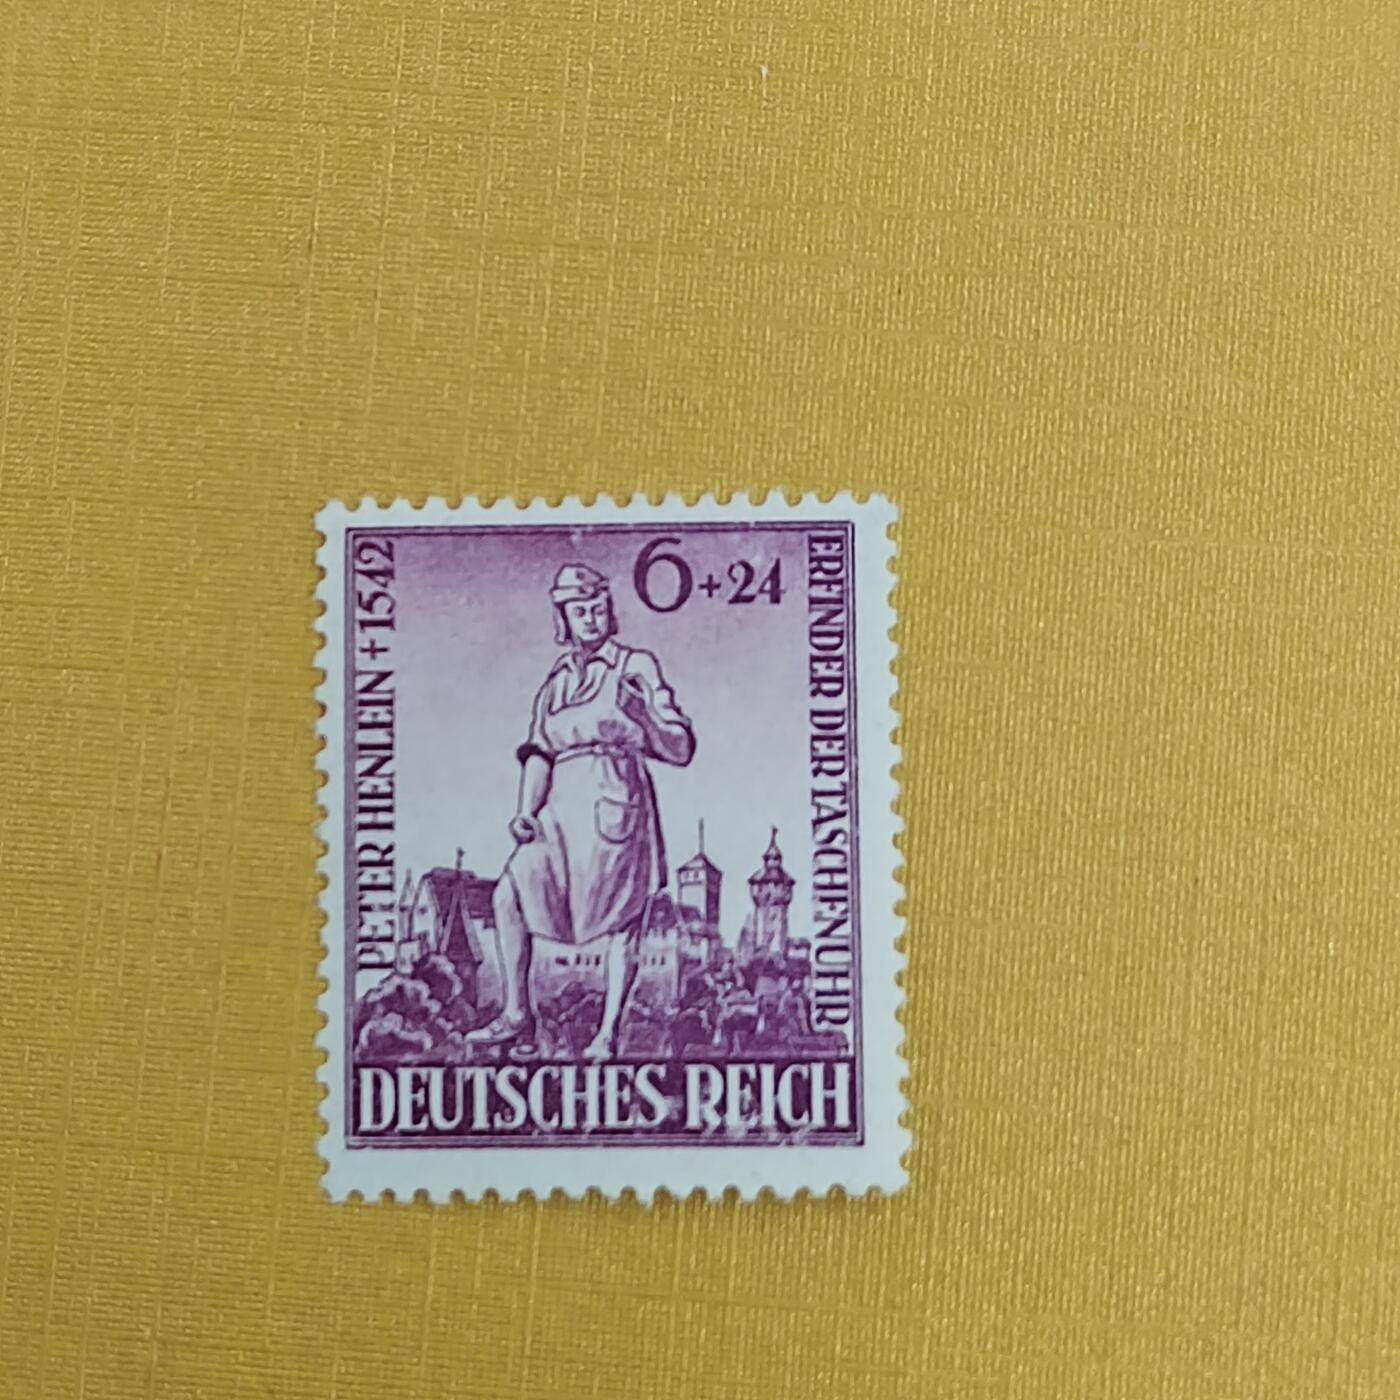 PETER HENLEIN + 1542
6+24
ERFINDER DER TASCHENUHR
DEUTSCHES REICH